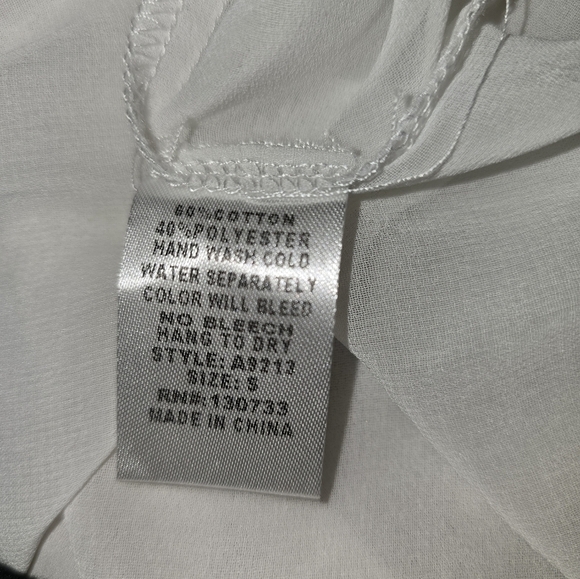 60%COTTON
40%POLYESTER
HAND WASH COLD
WATER SEPARATELY
COLOR WILL BLEED
NO BLEECH
HANG TO DRY
STYLE: A9213
SIZE: S
RN#: 130733
MADE IN CHINA